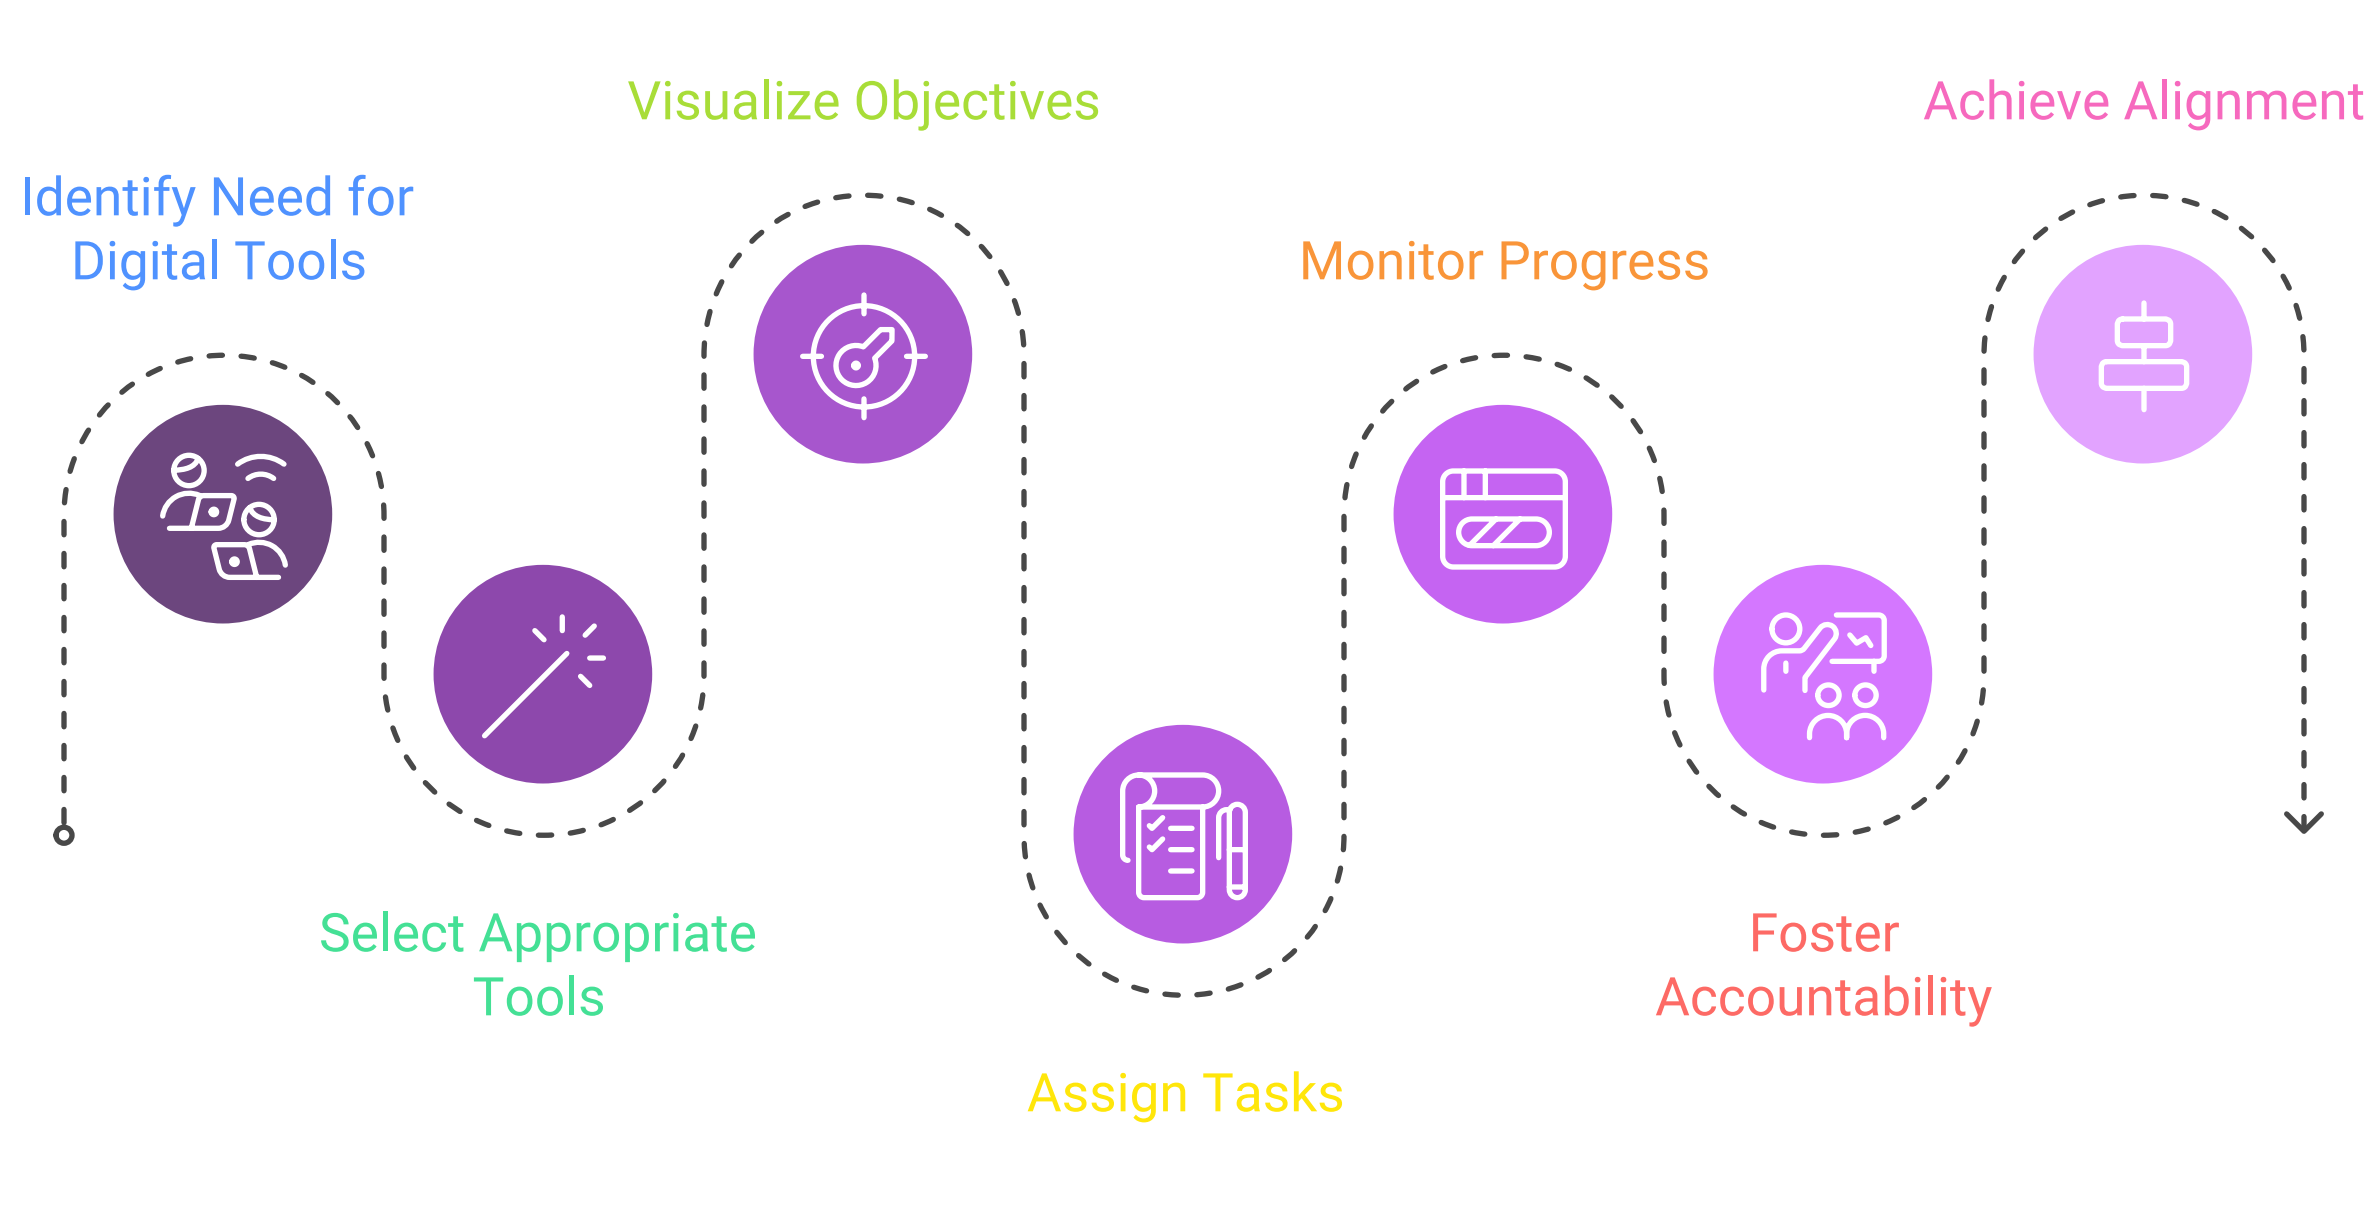 Identify Need for
Digital Tools
Select Appropriate
Tools
Visualize Objectives
Assign Tasks
Monitor Progress
Foster
Accountability
Achieve Alignment